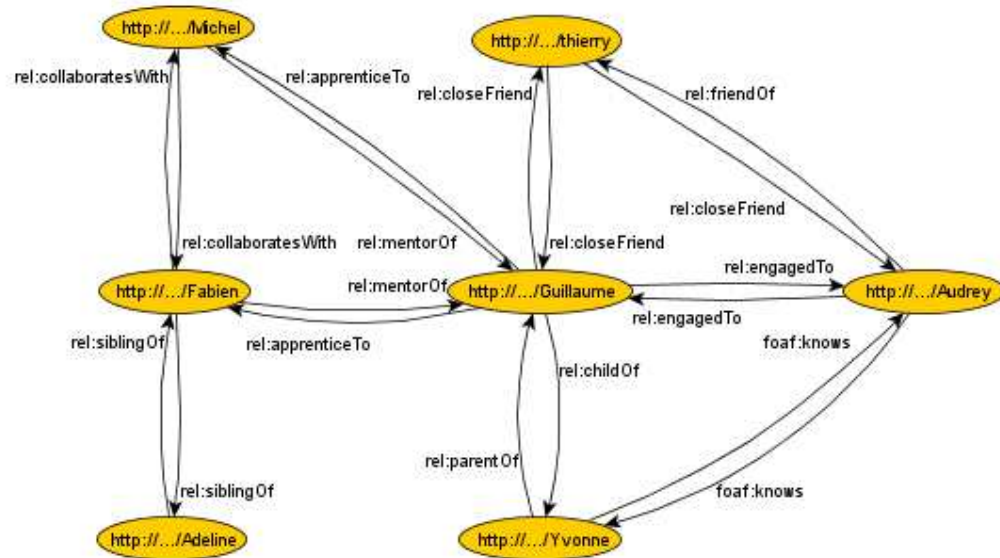 http://.../Michel
http://.../thierry
rel:collaboratesWith
rel:apprenticeTo
rel:closeFriend
rel:friendOf
rel:closeFriend
rel:collaboratesWith
rel:mentorOf
rel:closeFriend
rel:engagedTo
http://.../Fabien
rel:mentorOf
http://.../Guillaume
http://.../Audrey
rel:engagedTo
rel:siblingOf
rel:apprenticeTo
foaf:knows
rel:childOf
rel:parentOf
rel:siblingOf
foaf:knows
http://.../Adeline
http://.../Yvonne